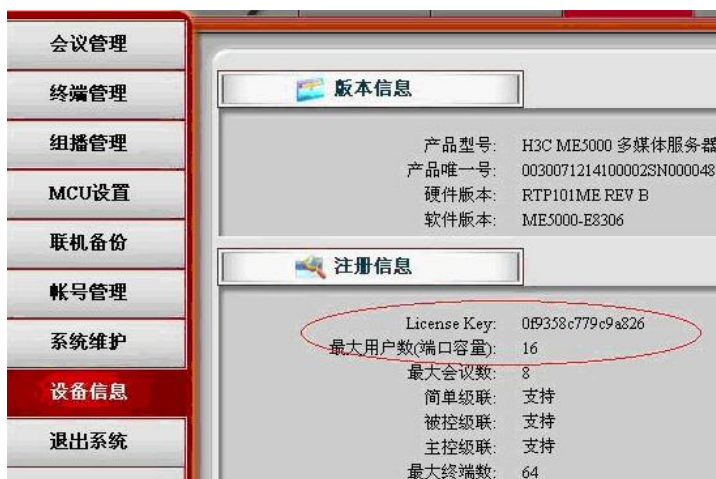 会议管理
终端管理
组播管理
MCU设置
联机备份
帐号管理
系统维护
设备信息
退出系统
版本信息
产品型号: H3C ME5000 多媒体服务器
产品唯一号: 0030071214100002SN000048
硬件版本: RTP101ME REV B
软件版本: ME5000-E8306
注册信息
License Key: 0f9358c779c9a826
最大用户数(端口容量): 16
最大会议数: 8
简单级联: 支持
被控级联: 支持
主控级联: 支持
最大终端数: 64